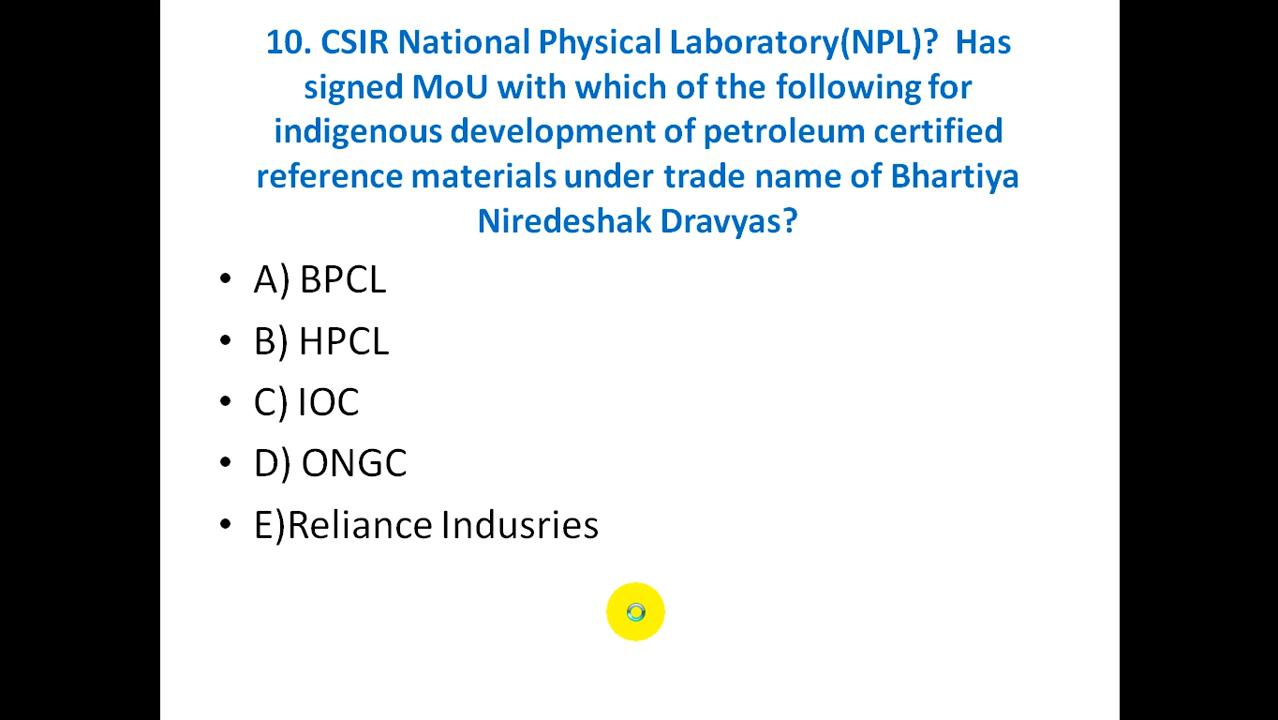 10. CSIR National Physical Laboratory(NPL)? Has
signed MoU with which of the following for
indigenous development of petroleum certified
reference materials under trade name of Bhartiya
Niredeshak Dravyas?
• A) BPCL
• B) HPCL
• C) IOC
• D) ONGC
• E)Reliance Indusries